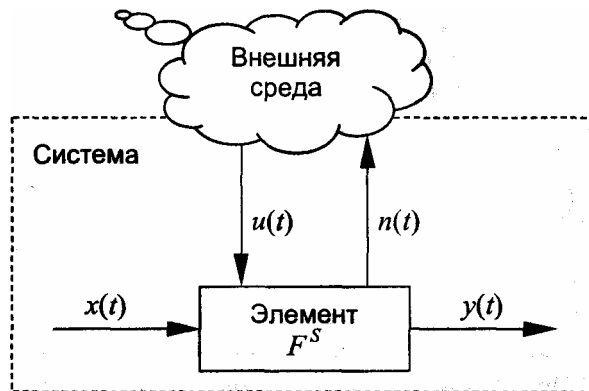 Внешняя
среда
Система
u(t)
n(t)
x(t)
Элемент
F^S
y(t)